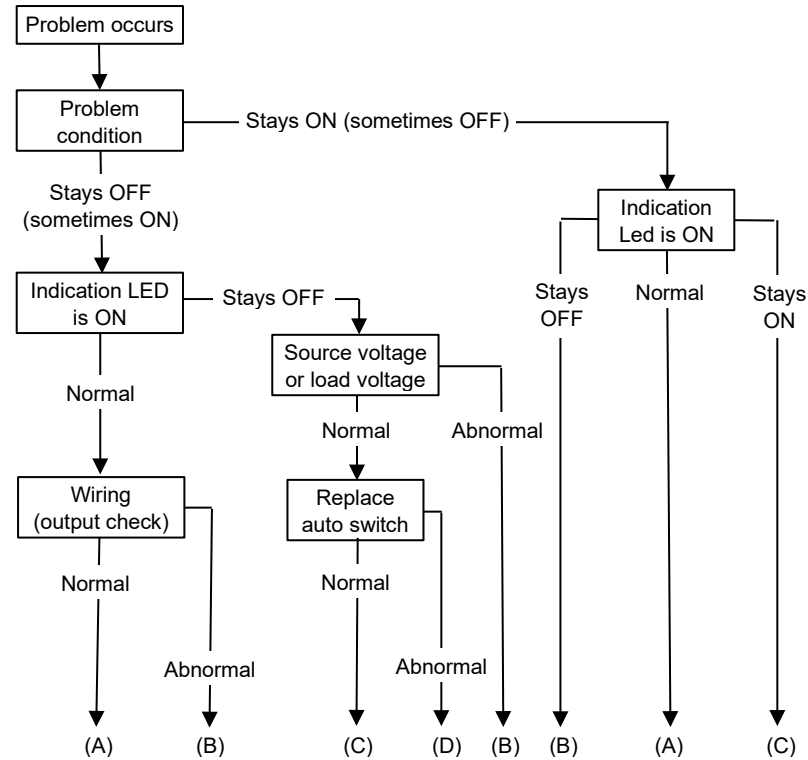 Problem occurs
Problem
condition
Stays ON (sometimes OFF)
Stays OFF
(sometimes ON)
Indication
Led is ON
Indication LED
is ON
Stays OFF
Stays
OFF
Normal
Stays
ON
Source voltage
or load voltage
Normal
Normal
Abnormal
Wiring
(output check)
Replace
auto switch
Normal
Normal
Abnormal
Abnormal
(A)
(B)
(C)
(D)
(B)
(B)
(A)
(C)